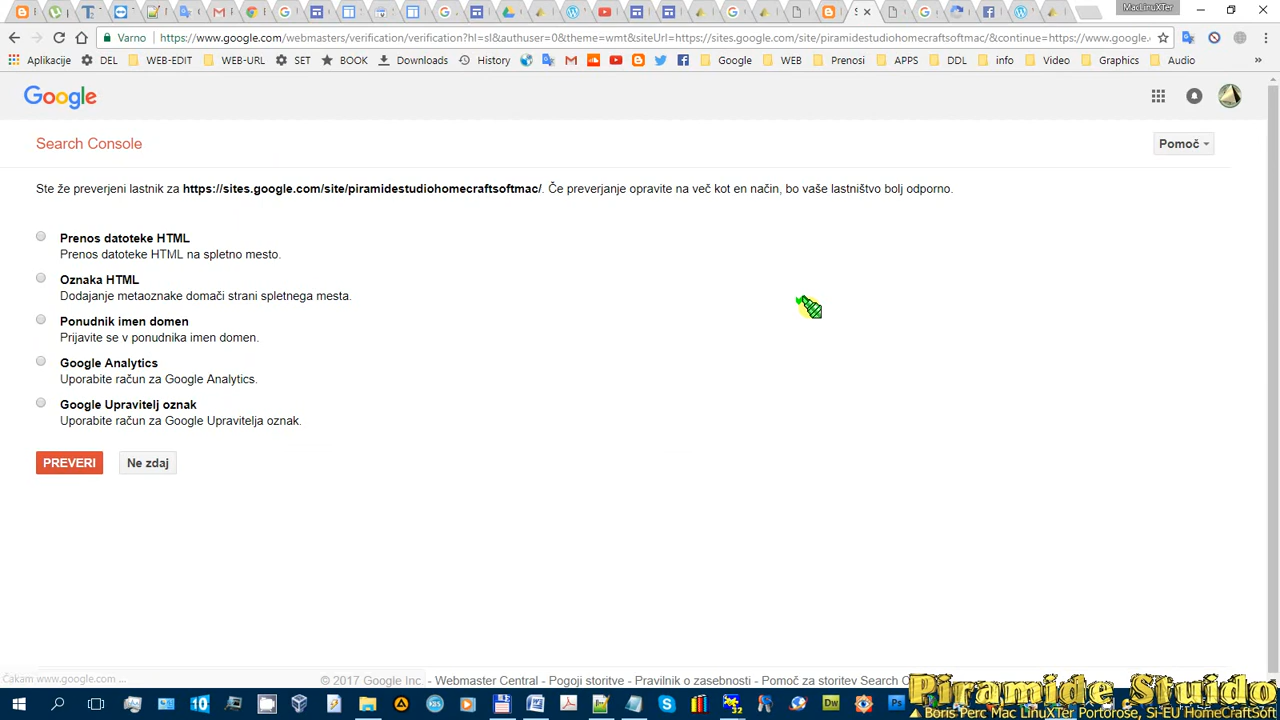 MacLinuXTer
Varno
https://www.google.com/webmasters/verification/verification?hl=sl&authuser=0&theme=wmt&siteUrl=https://sites.google.com/site/piramidestudiohomecraftsoftmac/&continue=https://www.google.
Aplikacije DEL WEB-EDIT WEB-URL SET BOOK Downloads History Google WEB Prenosi APPS DDL info Video Graphics Audio »
Google
Search Console
Pomoč
Ste že preverjeni lastnik za https://sites.google.com/site/piramidestudiohomecraftsoftmac/. Če preverjanje opravite na več kot en način, bo vaše lastništvo bolj odporno.
Prenos datoteke HTML
Prenos datoteke HTML na spletno mesto.
Oznaka HTML
Dodajanje metaoznake domači strani spletnega mesta.
Ponudnik imen domen
Prijavite se v ponudnika imen domen.
Google Analytics
Uporabite račun za Google Analytics.
Google Upravitelj oznak
Uporabite račun za Google Upravitelja oznak.
PREVERI Ne zdaj
Čakam www.google.com ...
© 2017 Google Inc. - Webmaster Central - Pogoji storitve - Pravilnik o zasebnosti - Pomoč za storitev Search
Piramide Stuido
▲ Boris Perc Mac LinuXTer Portorose, Si-EU HomeCraftSoft